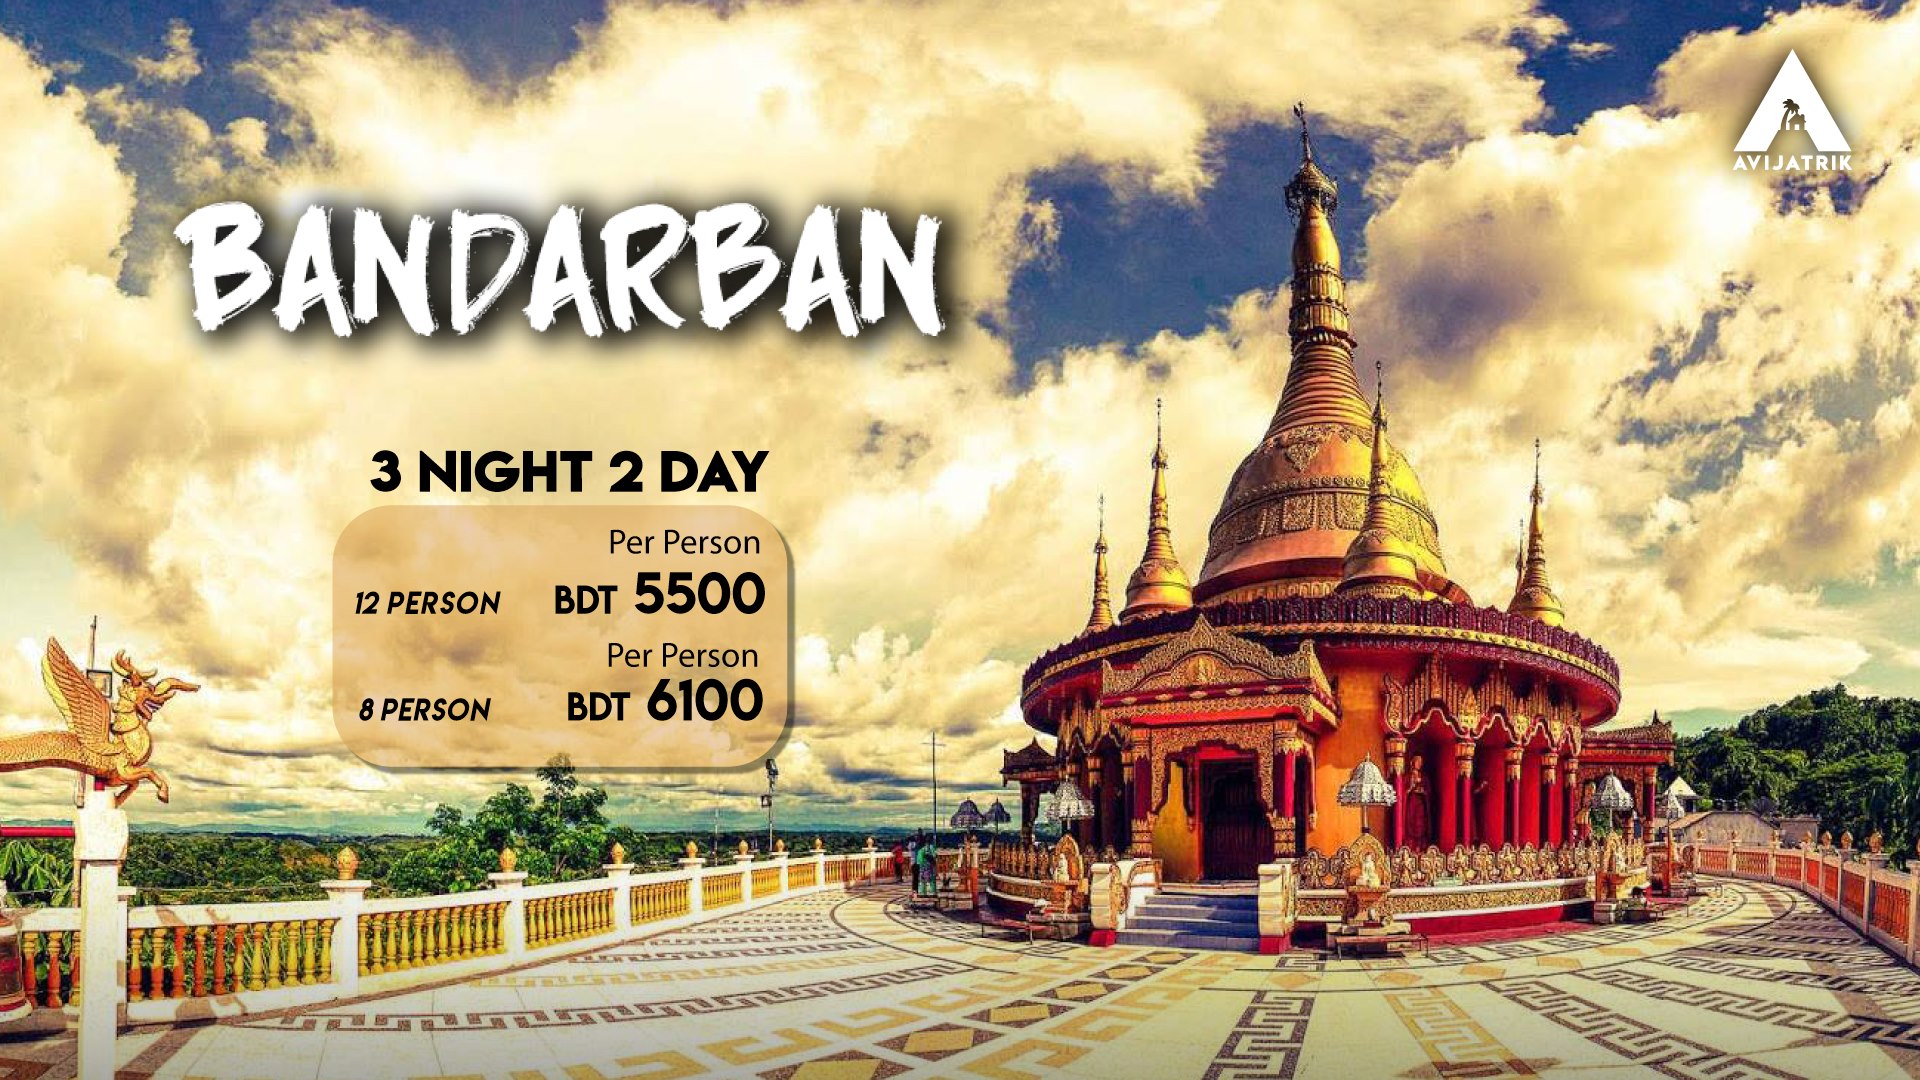 AVIJATRIK
BANDARBAN
3 NIGHT 2 DAY
Per Person
12 PERSON BDT 5500
Per Person
8 PERSON BDT 6100